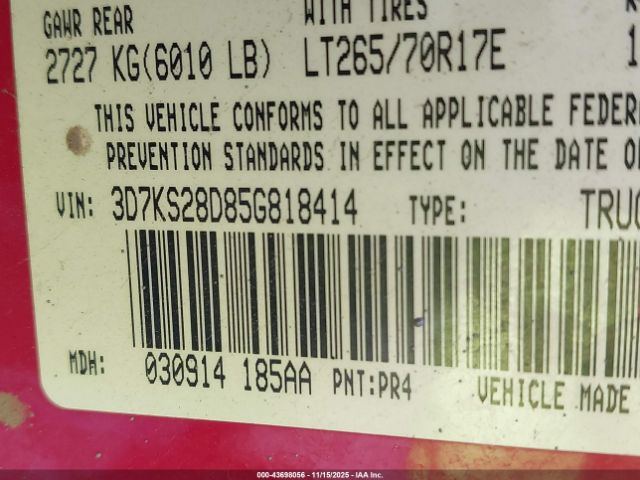 GAWR REAR WITH TIRES
2727 KG(6010 LB) LT265/70R17E
THIS VEHICLE CONFORMS TO ALL APPLICABLE FEDER
PREVENTION STANDARDS IN EFFECT ON THE DATE O
VIN: 3D7KS28D85G818414 TYPE: TRUC
MDH: 030914 185AA PNT:PR4 VEHICLE MADE
000-43698056 - 11/15/2025 - IAA Inc.